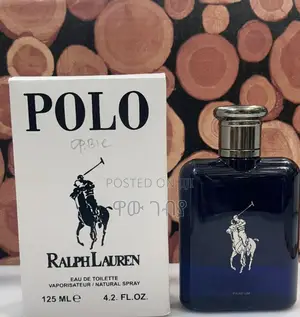 POLO
POSTED ON
RALPH LAUREN
EAU DE TOILETTE
VAPORISATEUR / NATURAL SPRAY
125 ML e 4.2. FL.OZ.